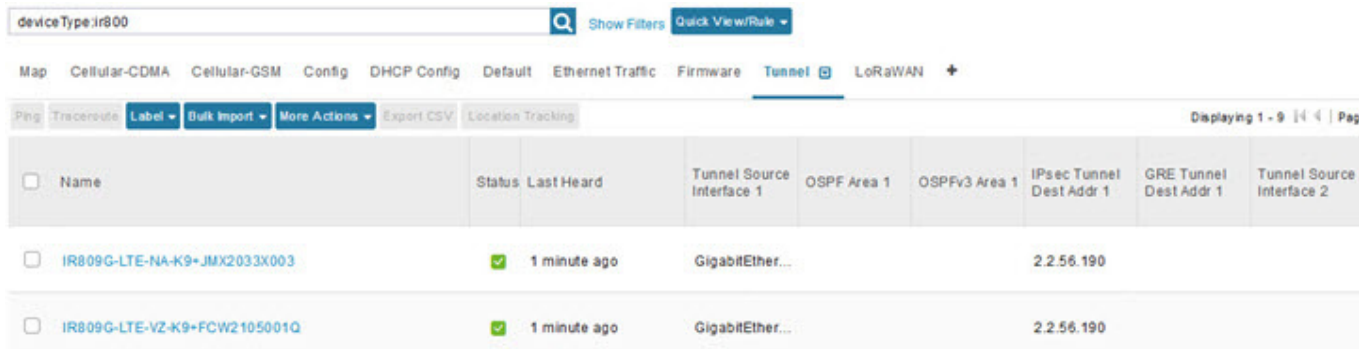 deviceType:ir800 Show Filters Quick View/Rule
Map Cellular-CDMA Cellular-GSM Config DHCP Config Default Ethernet Traffic Firmware Tunnel LoRaWAN +
Ping Traceroute Label Bulk Import More Actions Export CSV Location Tracking Displaying 1 - 9 | Pag
Name Status Last Heard Tunnel Source Interface 1 OSPF Area 1 OSPFv3 Area 1 IPsec Tunnel Dest Addr 1 GRE Tunnel Dest Addr 1 Tunnel Source Interface 2
IR809G-LTE-NA-K9+JMX2033X003 1 minute ago GigabitEther... 2.2.56.190
IR809G-LTE-VZ-K9+FCW2105001Q 1 minute ago GigabitEther... 2.2.56.190